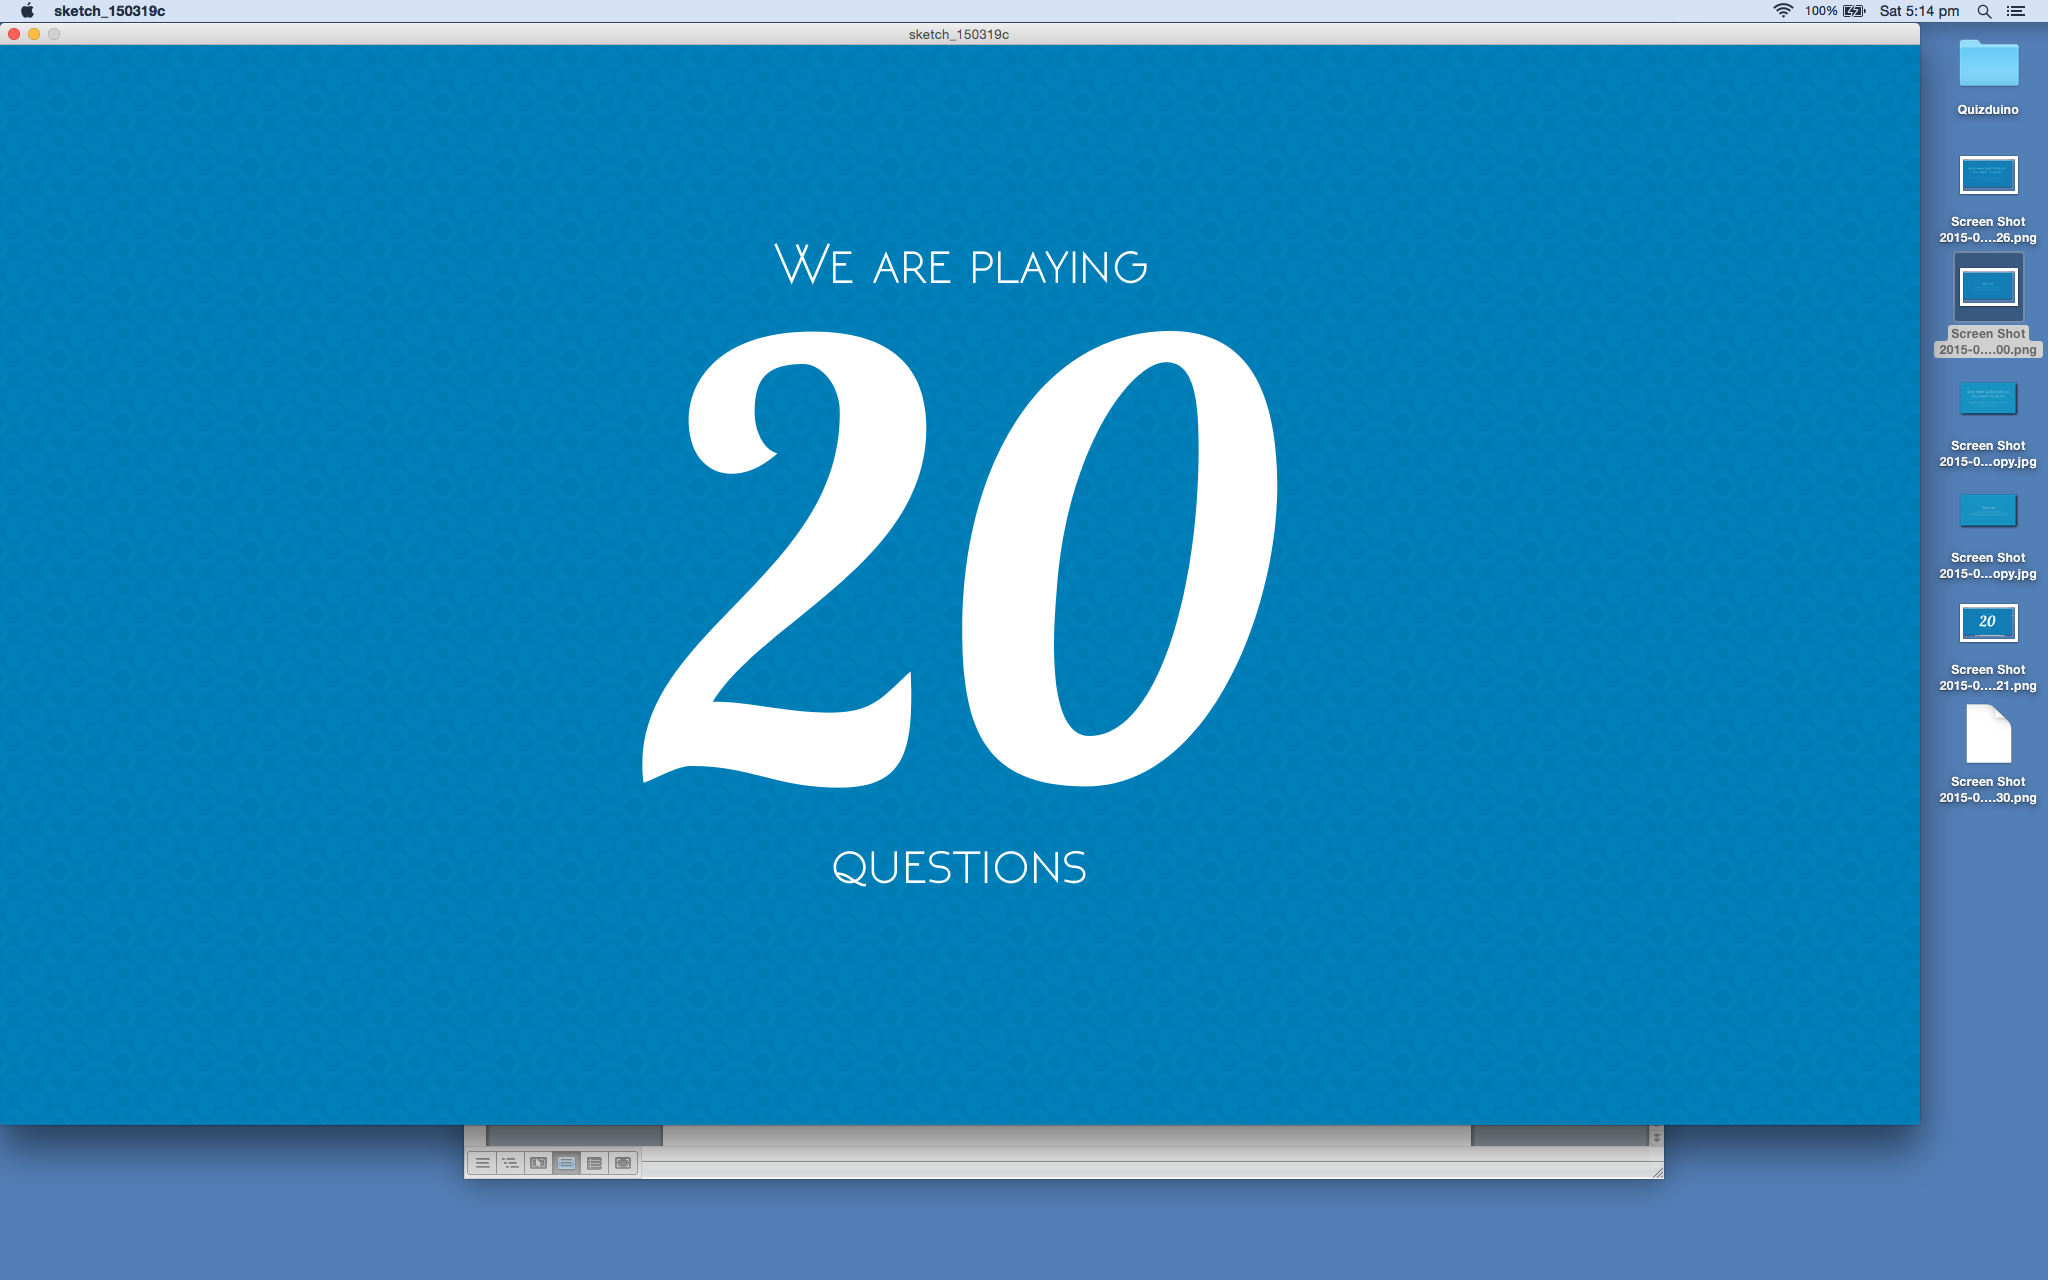 sketch_150319c
100%
Sat 5:14 pm
sketch_150319c
We are playing
20
questions
Quizduino
Screen Shot
2015-0....26.png
Screen Shot
2015-0....00.png
Screen Shot
2015-0...opy.jpg
Screen Shot
2015-0...opy.jpg
20
Screen Shot
2015-0....21.png
Screen Shot
2015-0....30.png